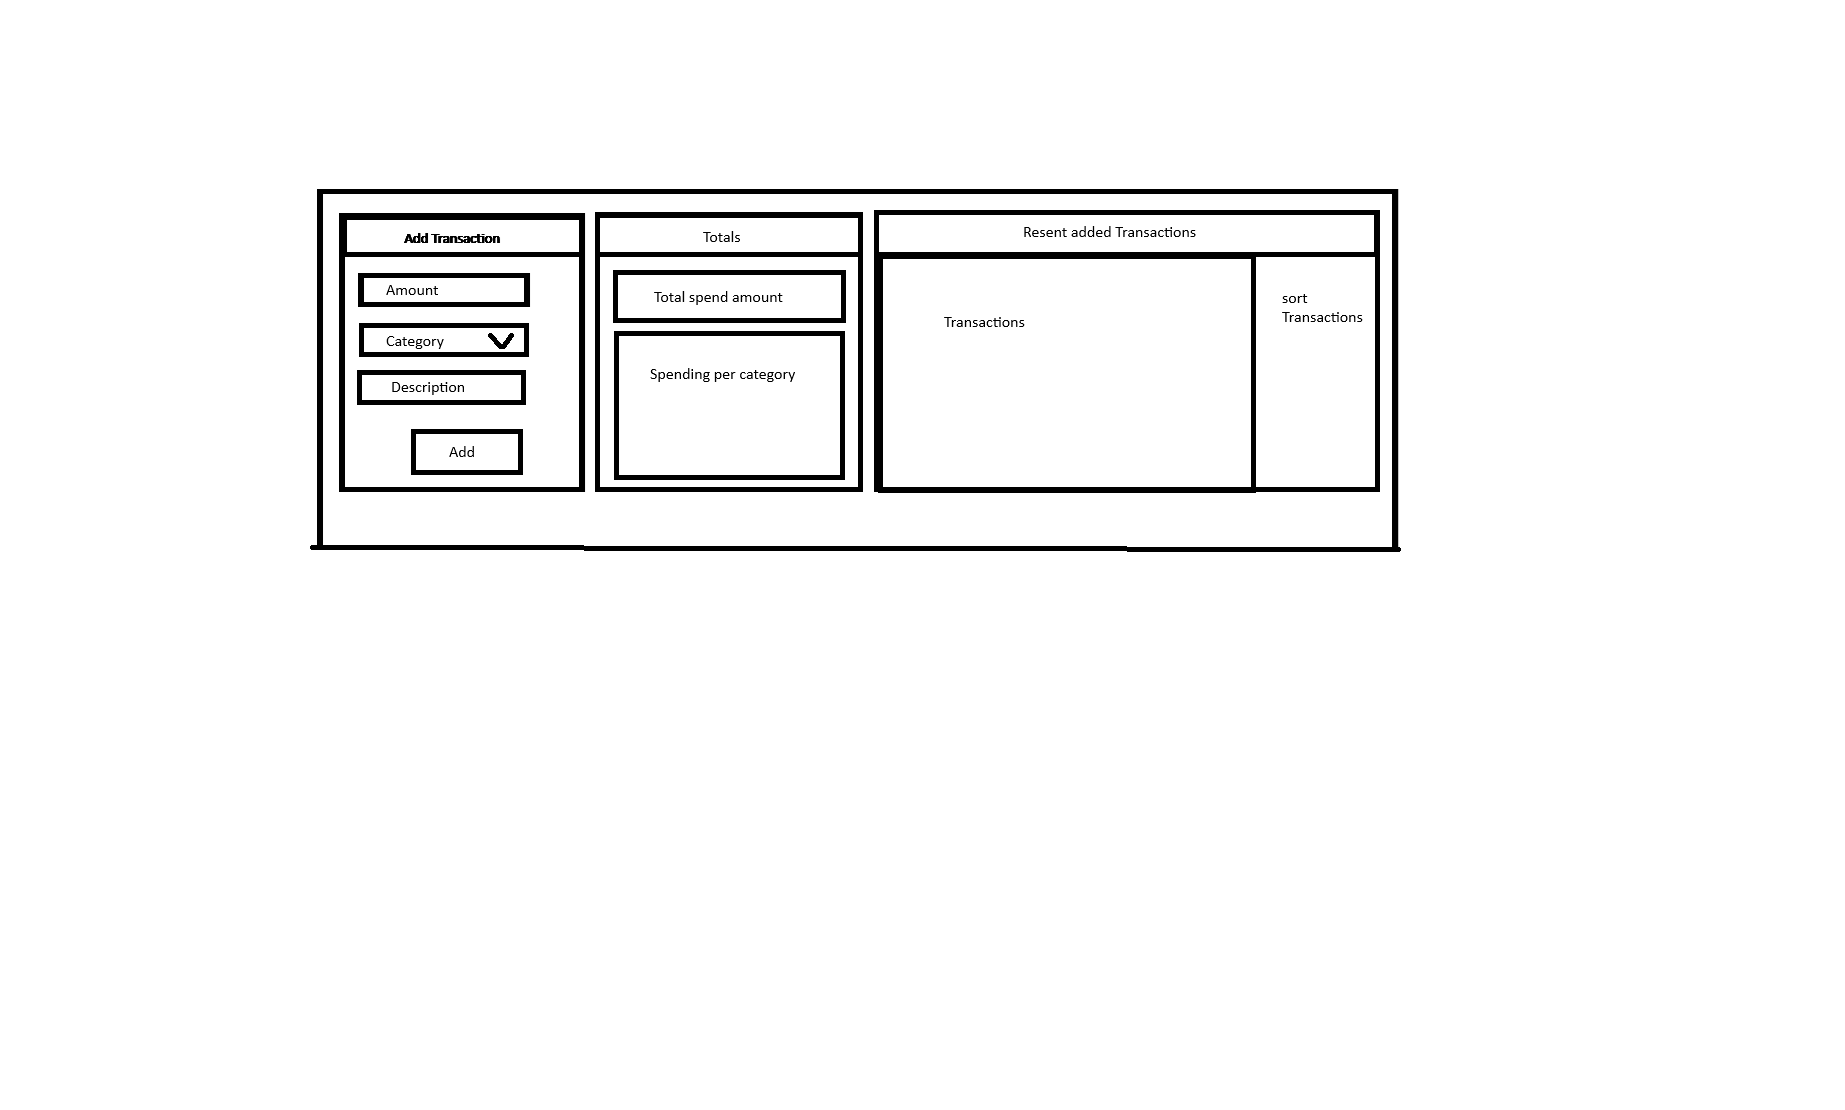 Add Transaction
Amount
Category
Description
Add
Totals
Total spend amount
Spending per category
Resent added Transactions
Transactions
sort
Transactions